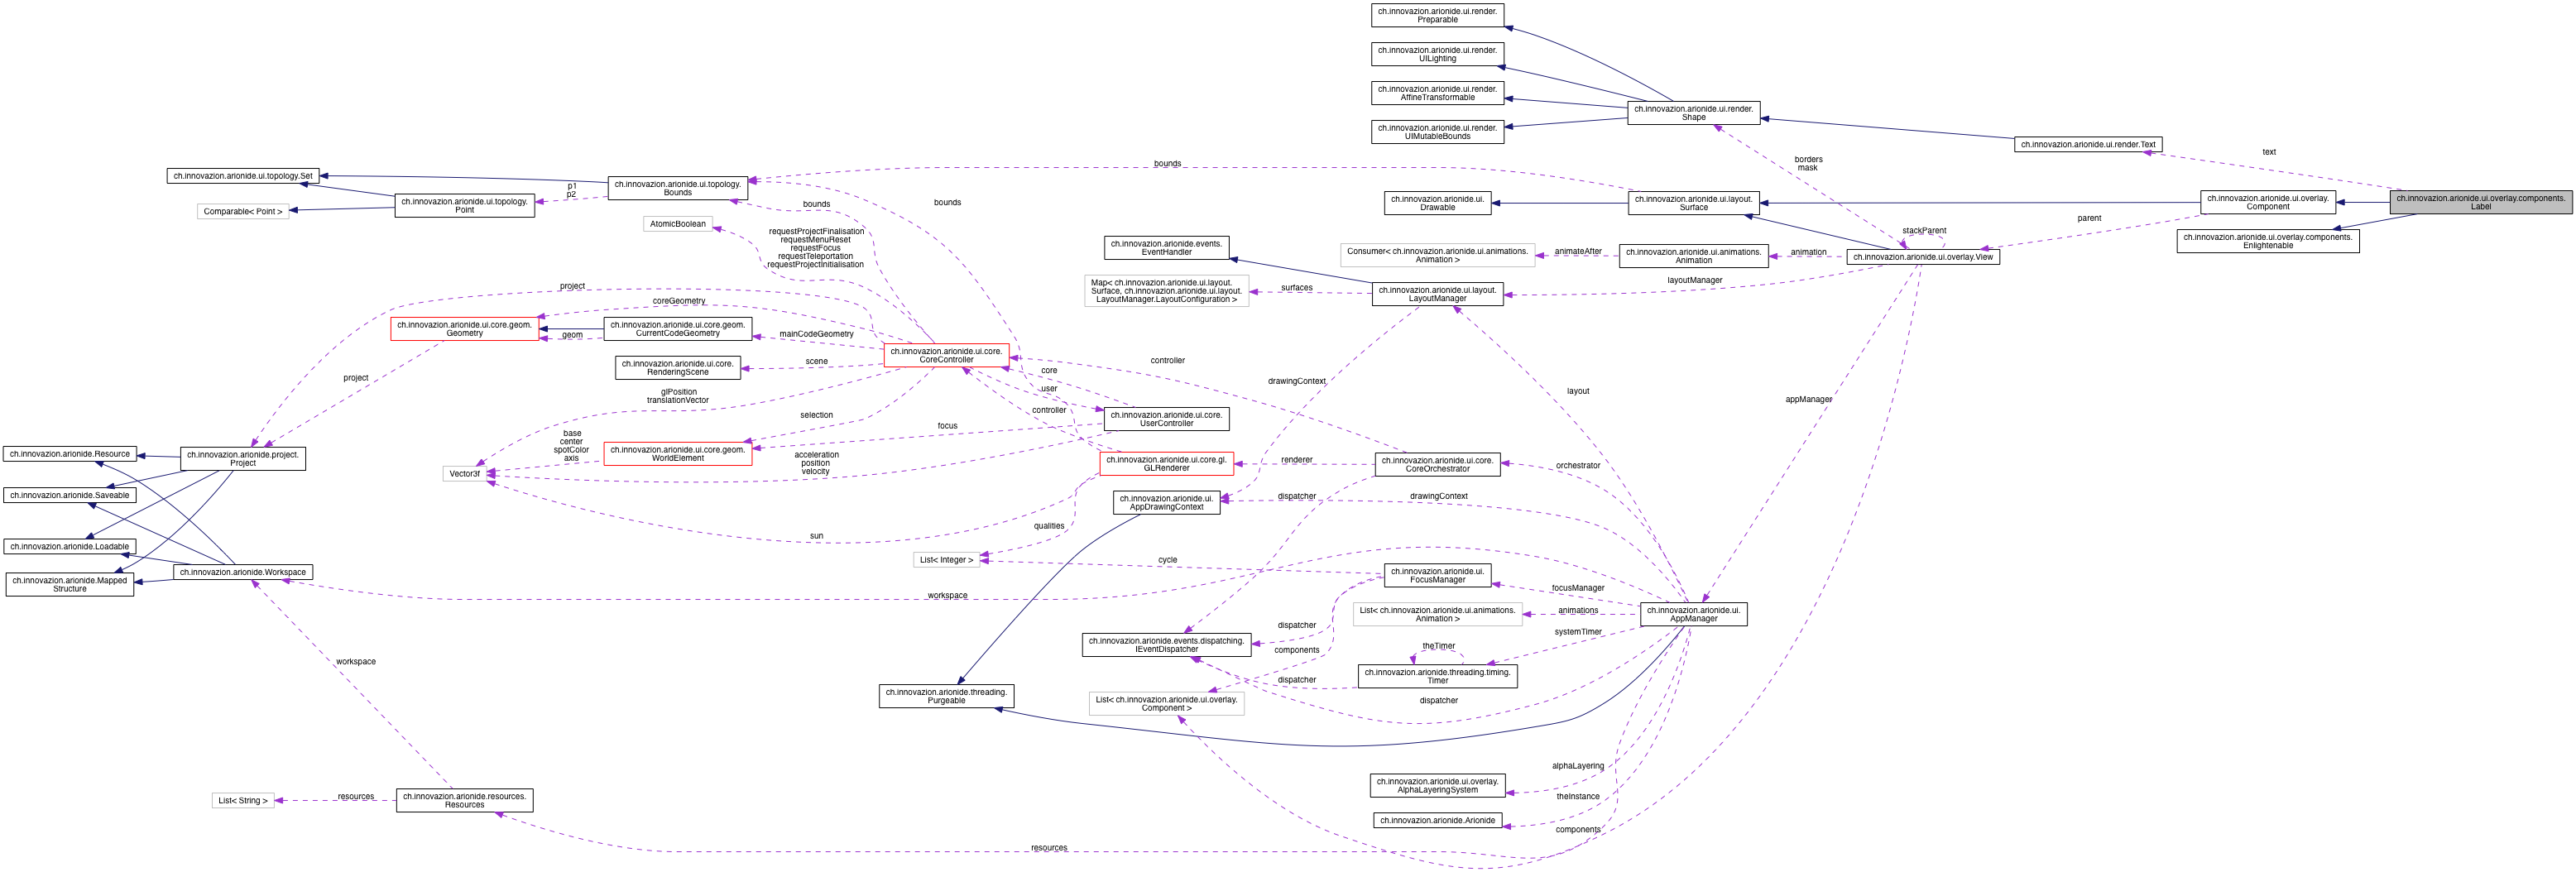 ch.innovazion.arionide.ui.render.
Preparable
ch.innovazion.arionide.ui.render.
UILighting
ch.innovazion.arionide.ui.render.
AffineTransformable
ch.innovazion.arionide.ui.render.
Shape
ch.innovazion.arionide.ui.render.
UIMutableBounds
ch.innovazion.arionide.ui.render.Text
text
borders
mask
bounds
ch.innovazion.arionide.ui.topology.Set
ch.innovazion.arionide.ui.topology.
Bounds
p1
p2
ch.innovazion.arionide.ui.topology.
Point
Comparable< Point >
bounds
bounds
ch.innovazion.arionide.ui.
Drawable
ch.innovazion.arionide.ui.layout.
Surface
ch.innovazion.arionide.ui.overlay.
Component
ch.innovazion.arionide.ui.overlay.components.
Label
parent
ch.innovazion.arionide.ui.overlay.components.
Enlightenable
AtomicBoolean
requestProjectFinalisation
requestMenuReset
requestFocus
requestTeleportation
requestProjectInitialisation
ch.innovazion.arionide.events.
EventHandler
Consumer< ch.innovazion.arionide.ui.animations.
Animation >
animateAfter
ch.innovazion.arionide.ui.animations.
Animation
animation
stackParent
ch.innovazion.arionide.ui.overlay.View
Map< ch.innovazion.arionide.ui.layout.
Surface, ch.innovazion.arionide.ui.layout.
LayoutManager.LayoutConfiguration >
surfaces
ch.innovazion.arionide.ui.layout.
LayoutManager
layoutManager
project
coreGeometry
ch.innovazion.arionide.ui.core.geom.
Geometry
geom
ch.innovazion.arionide.ui.core.geom.
CurrentCodeGeometry
mainCodeGeometry
ch.innovazion.arionide.ui.core.
CoreController
ch.innovazion.arionide.ui.core.
RenderingScene
scene
controller
core
user
project
glPosition
translationVector
drawingContext
layout
appManager
selection
controller
ch.innovazion.arionide.ui.core.
UserController
focus
base
center
spotColor
axis
ch.innovazion.arionide.ui.core.geom.
WorldElement
acceleration
position
velocity
Vector3f
ch.innovazion.arionide.Resource
ch.innovazion.arionide.project.
Project
ch.innovazion.arionide.ui.core.gl.
GLRenderer
renderer
ch.innovazion.arionide.ui.core.
CoreOrchestrator
orchestrator
ch.innovazion.arionide.Saveable
ch.innovazion.arionide.ui.
AppDrawingContext
dispatcher
drawingContext
qualities
sun
ch.innovazion.arionide.Loadable
List< Integer >
cycle
ch.innovazion.arionide.Mapped
Structure
ch.innovazion.arionide.Workspace
ch.innovazion.arionide.ui.
FocusManager
focusManager
workspace
List< ch.innovazion.arionide.ui.animations.
Animation >
animations
ch.innovazion.arionide.ui.
AppManager
dispatcher
systemTimer
ch.innovazion.arionide.events.dispatching.
IEventDispatcher
components
theTimer
workspace
ch.innovazion.arionide.threading.timing.
Timer
dispatcher
ch.innovazion.arionide.threading.
Purgeable
List< ch.innovazion.arionide.ui.overlay.
Component >
dispatcher
alphaLayering
ch.innovazion.arionide.ui.overlay.
AlphaLayeringSystem
List< String >
resources
ch.innovazion.arionide.resources.
Resources
theInstance
ch.innovazion.arionide.Arionide
components
resources